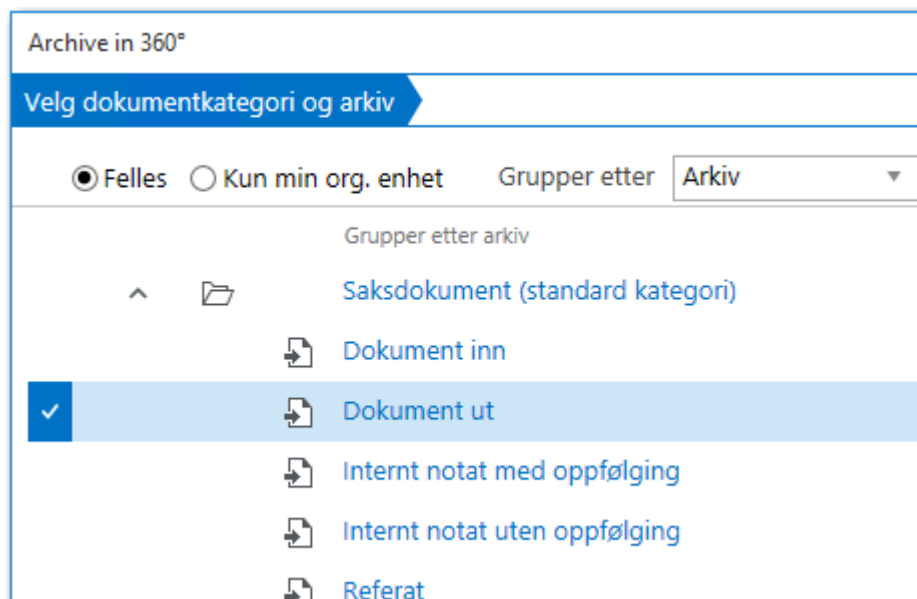 Archive in 360°
Velg dokumentkategori og arkiv
Felles Kun min org. enhet Grupper etter Arkiv
Grupper etter arkiv
Saksdokument (standard kategori)
Dokument inn
Dokument ut
Internt notat med oppfølging
Internt notat uten oppfølging
Referat